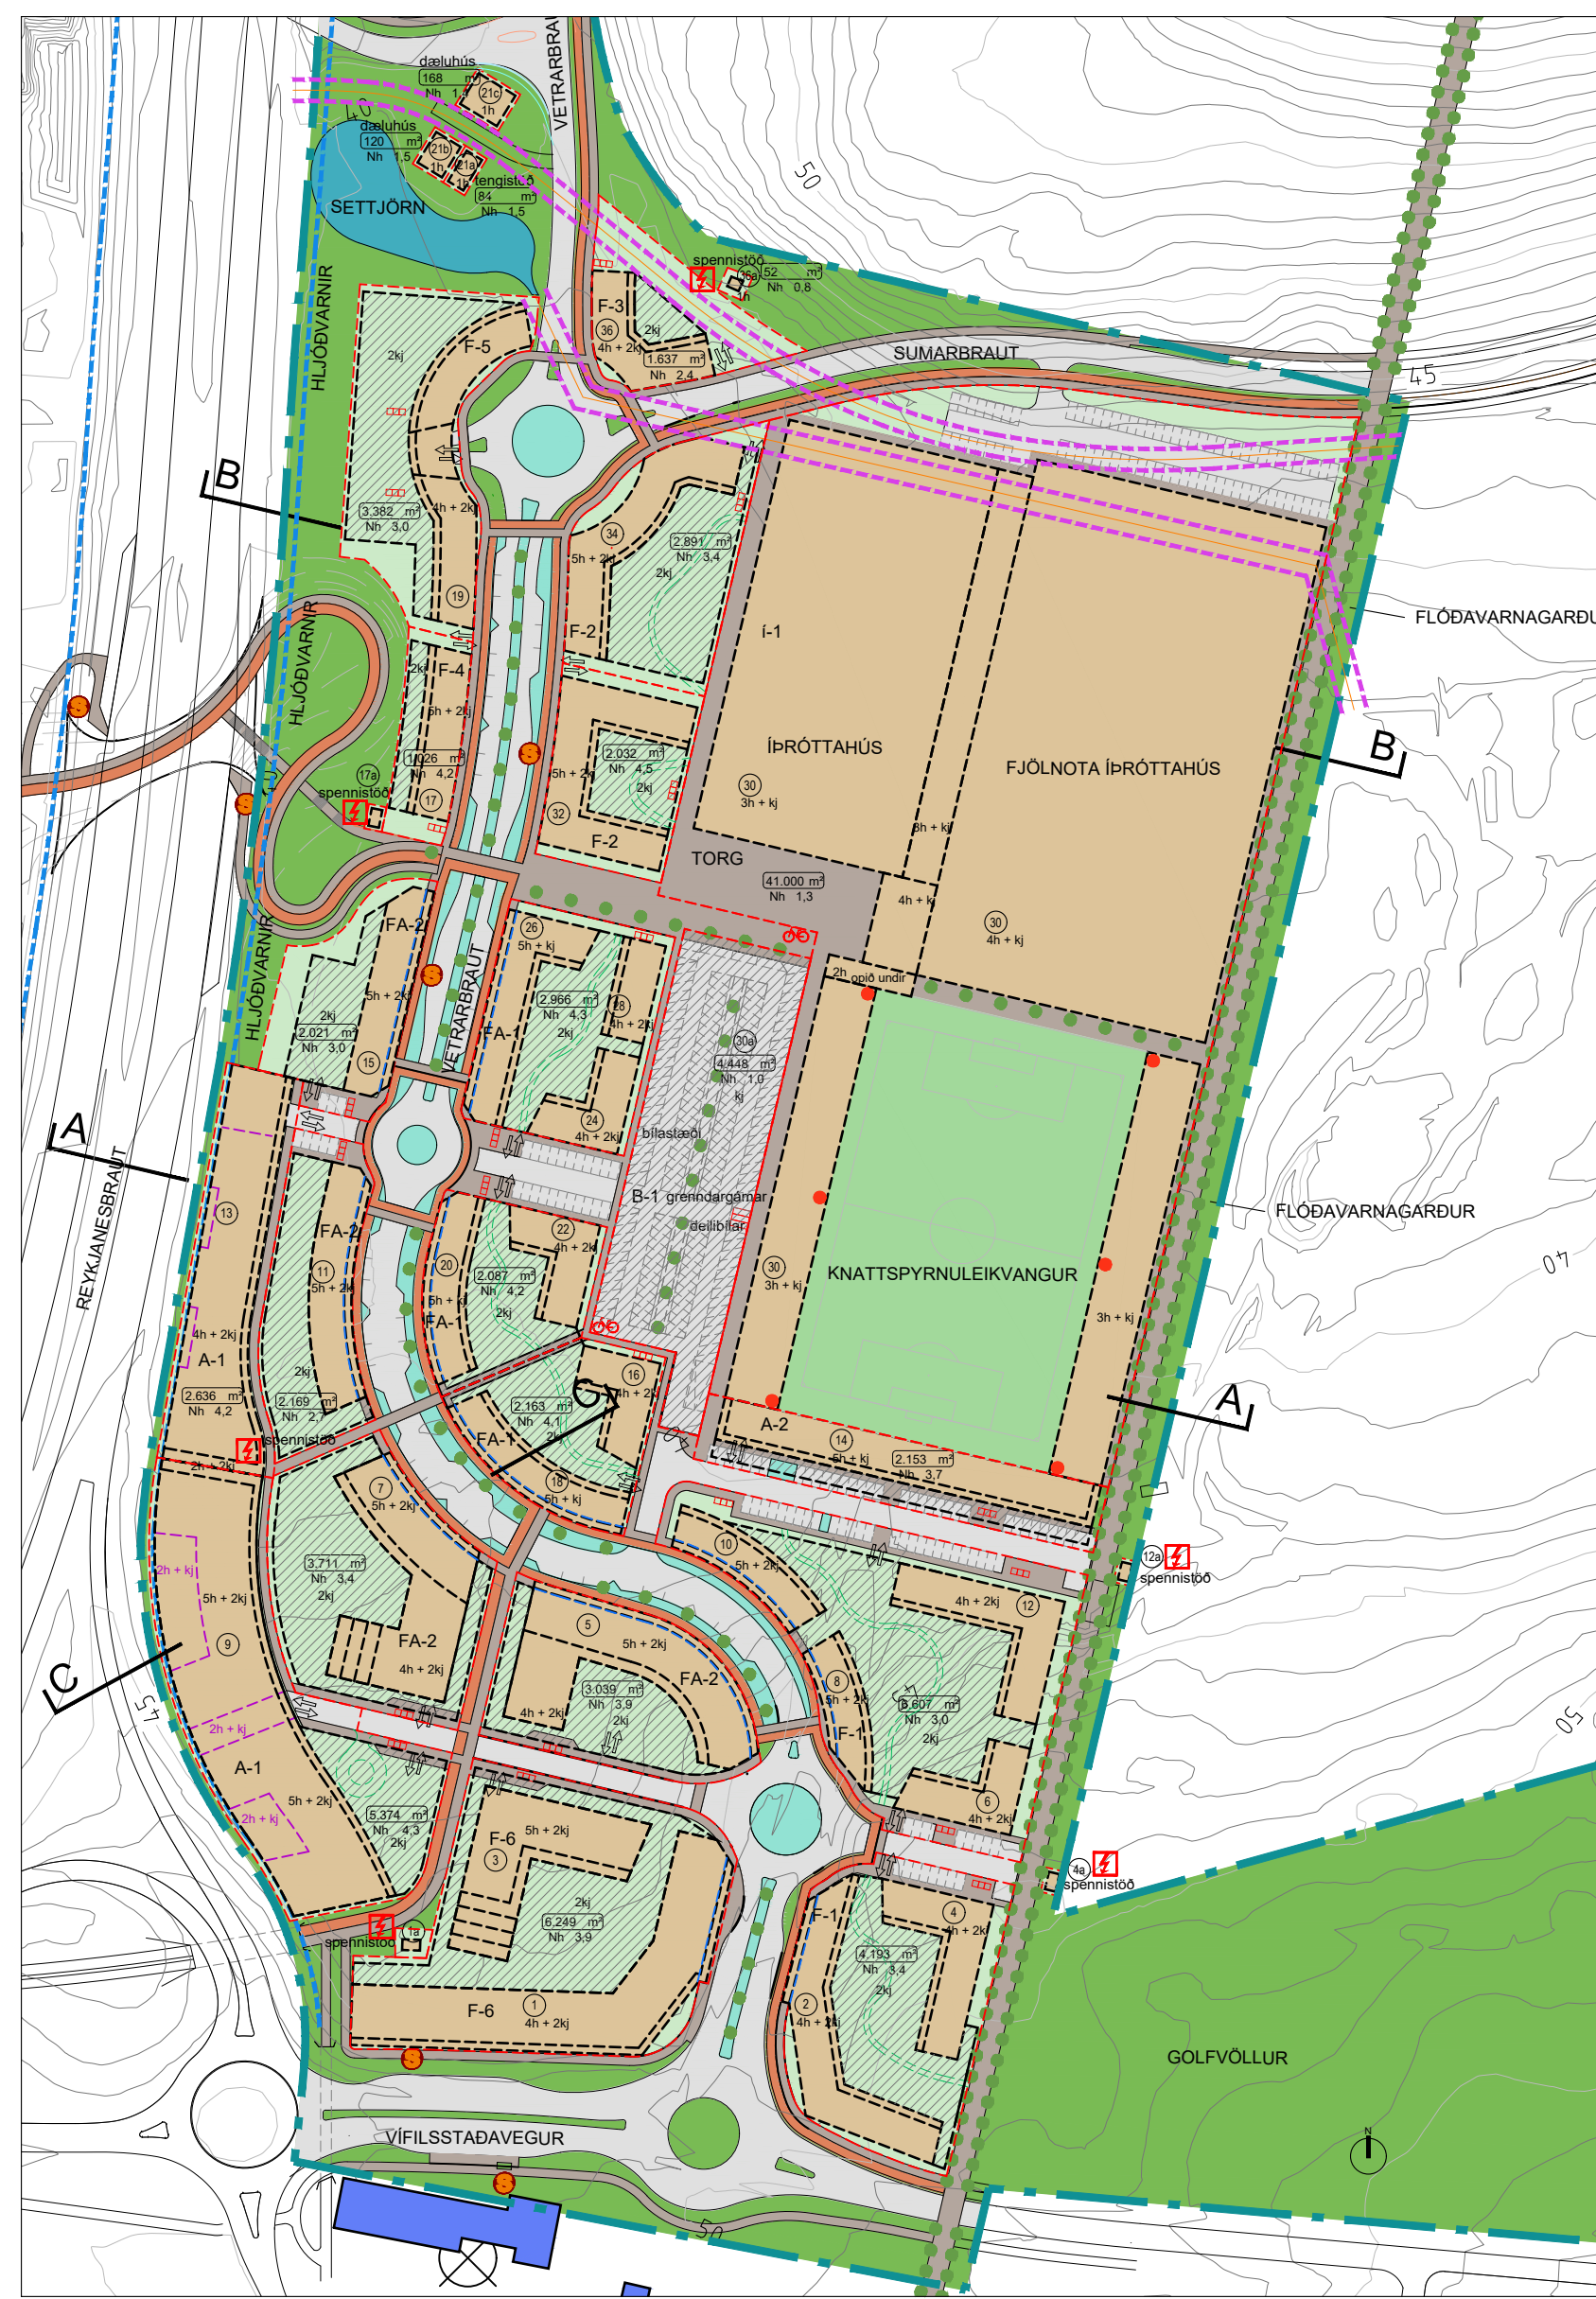 VETRARBRAU
dæluhús
168 m²
Nh 1,
21c
1h
40
dæluhús
120 m²
Nh 1,5
21b
1h
21a
1h
tengistöð
84 m²
Nh 1,5
SETTJÖRN
50
spennistöð
36a
52 m²
Nh 0,8
1h
HLJÓÐVARNIR
F-3
36
4h + 2kj
2kj
1.637 m²
Nh 2,4
SUMARBRAUT
45
F-5
2kj
B
3.382 m²
Nh 3,0
4h + 2kj
19
34
5h + 2kj
2.891 m²
Nh 3,4
2kj
F-2
Í-1
FLÓÐAVARNAGARÐU
HLJÓÐVARNIR
2kj
F-4
5h + 2kj
1.026 m²
Nh 4,2
17
17a
spennistöð
2.032 m²
Nh 4,5
2kj
5h + 2kj
32
F-2
ÍÞRÓTTAHÚS
30
3h + kj
FJÖLNOTA ÍÞRÓTTAHÚS
B
8h + kj
TORG
41.000 m²
Nh 1,3
4h + kj
30
4h + kj
2h opið undir
HLJÓÐVARNIR
FA-2
5h + 2kj
2kj
2.021 m²
Nh 3,0
15
VETRARBRAUT
26
5h + kj
2.966 m²
Nh 4,3
2kj
28
4h + 2kj
FA-1
24
4h + 2kj
30a
4.448 m²
Nh 1,0
kj
bílastæði
B-1 grenndargámar
deilibílar
A
REYKJANESBRAUT
13
FA-2
11
5h + 2kj
4h + 2kj
A-1
2.636 m²
Nh 4,2
2kj
2.169 m²
Nh 2,7
spennistöð
2h + 2kj
20
5h + kj
FA-1
22
4h + 2kj
2.087 m²
Nh 4,2
2kj
30
3h + kj
KNATTSPYRNULEIKVANGUR
3h + kj
FLÓÐAVARNAGARÐUR
40
16
4h + 2kj
2.163 m²
Nh 4,1
2kj
C
FA-1
18
5h + kj
A-2
14
5h + kj
2.153 m²
Nh 3,7
A
7
5h + 2kj
3.711 m²
Nh 3,4
2kj
FA-2
4h + 2kj
2h + kj
5h + 2kj
9
C
45
2h + kj
A-1
5h + 2kj
2h + kj
5.374 m²
Nh 4,3
2kj
10
5h + 2kj
12a
spennistöð
4h + 2kj
12
5
5h + 2kj
FA-2
3.039 m²
Nh 3,9
2kj
4h + 2kj
8
5h + 2kj
F-1
6.607 m²
Nh 3,0
2kj
50
6
4h + 2kj
F-6
5h + 2kj
3
2kj
6.249 m²
Nh 3,9
4a
spennistöð
1a
spennistöð
F-6
1
4h + 2kj
F-1
4
4h + 2kj
4.193 m²
Nh 3,4
2kj
2
4h + 2kj
GOLFVÖLLUR
VÍFILSSTAÐAVEGUR
N
50